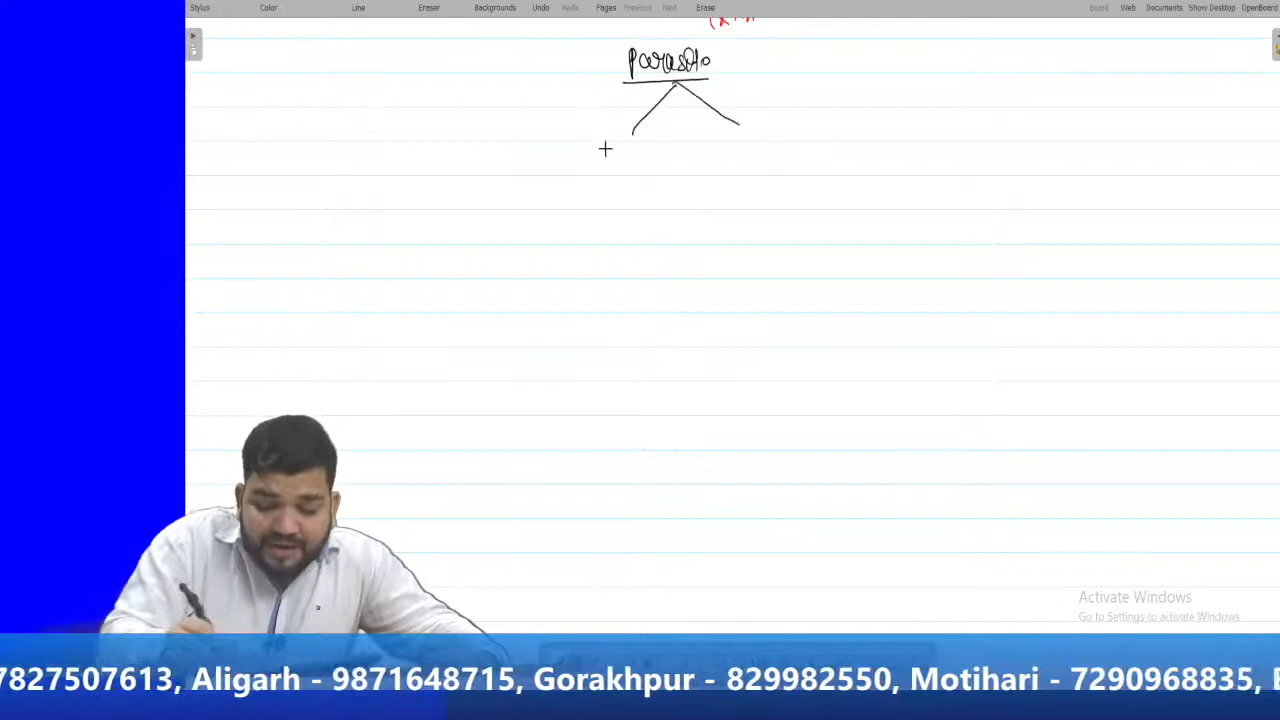 Stylus Color Line Eraser Backgrounds Undo Redo Pages Previous Next Erase Board Web Documents Show Desktop OpenBoard
Parasite
Activate Windows
Go to Settings to activate Windows
7827507613, Aligarh - 9871648715, Gorakhpur - 829982550, Motihari - 7290968835,